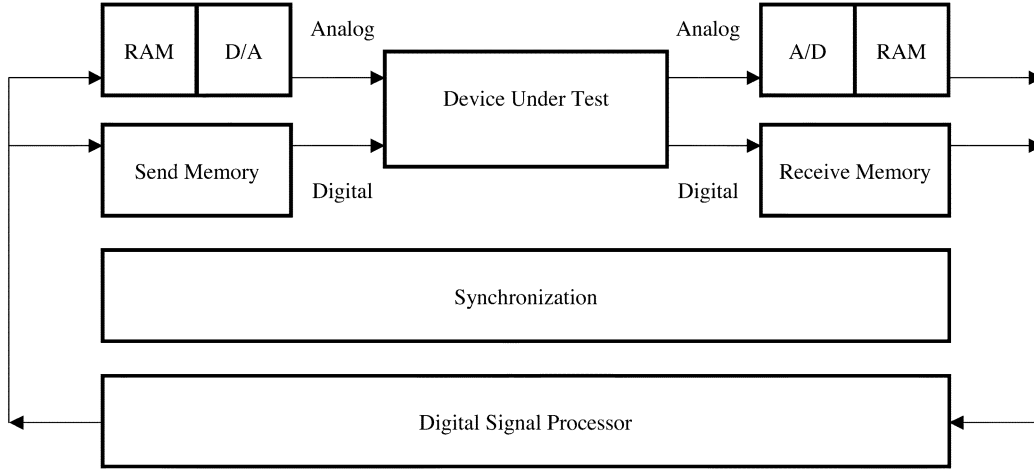 RAM
D/A
Analog
Analog
A/D
RAM
Device Under Test
Send Memory
Digital
Digital
Receive Memory
Synchronization
Digital Signal Processor